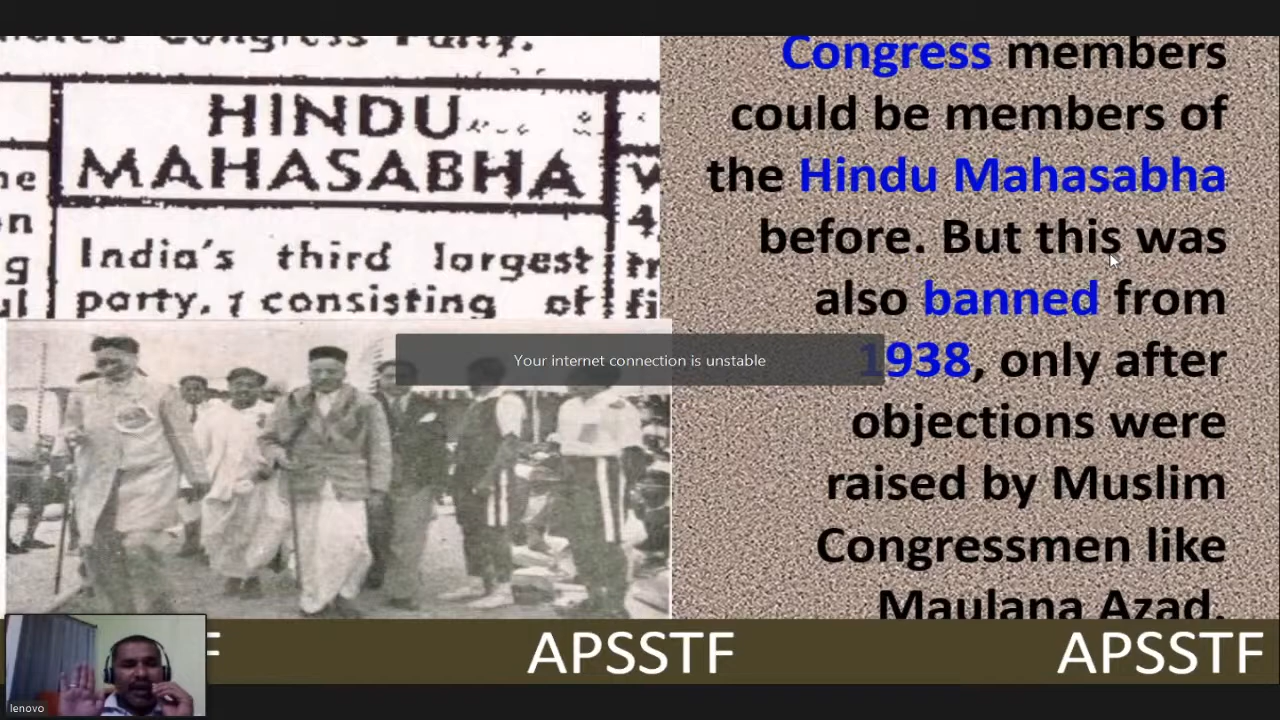 Congress Party.
HINDU
MAHASABHA
India's third largest
party, consisting of
Congress members
could be members of
the Hindu Mahasabha
before. But this was
also banned from
1938, only after
objections were
raised by Muslim
Congressmen like
Maulana Azad.
Your internet connection is unstable
APSSTF
APSSTF
lenovo